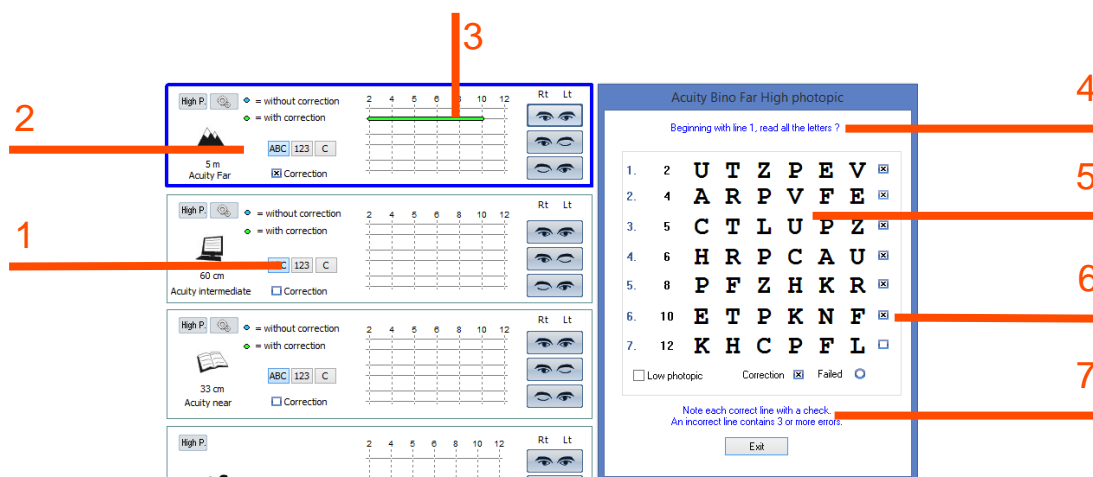 3
2
1
High P.
= without correction
= with correction
2 4 6 8 10 12
Rt Lt
ABC 123 C
5 m
Acuity Far
Correction
High P.
= without correction
= with correction
2 4 6 8 10 12
Rt Lt
123 C
60 cm
Acuity intermediate
Correction
High P.
= without correction
= with correction
2 4 6 8 10 12
Rt Lt
ABC 123 C
33 cm
Acuity near
Correction
High P.
2 4 6 8 10 12
Rt Lt
Acuity Bino Far High photopic
Beginning with line 1, read all the letters ?
1. 2 U T Z P E V
2. 4 A R P V F E
3. 5 C T L U P Z
4. 6 H R P C A U
5. 8 P F Z H K R
6. 10 E T P K N F
7. 12 K H C P F L
Low photopic Correction Failed
Note each correct line with a check.
An incorrect line contains 3 or more errors.
Exit
4
5
6
7